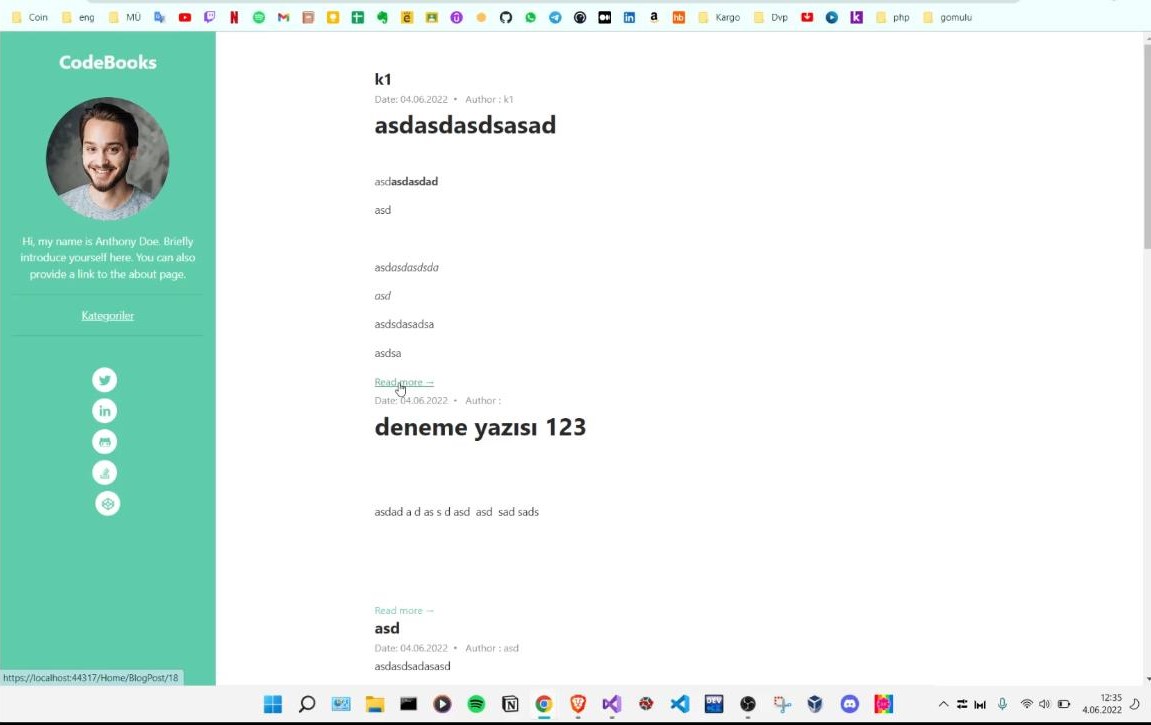 Coin eng MÜ Kargo Dvp php gomulu
CodeBooks
Hi, my name is Anthony Doe. Briefly
introduce yourself here. You can also
provide a link to the about page.
Kategoriler
k1
Date: 04.06.2022 • Author : k1
asdasdasdsasad
asdasdasdad
asd
asdasdasdsda
asd
asdsdasadsa
asdsa
Read more →
Date: 04.06.2022 • Author :
deneme yazısı 123
asdad a d as s d asd asd sad sads
Read more →
asd
Date: 04.06.2022 • Author : asd
asdasdsadasasd
https://localhost:44317/Home/BlogPost/18
12:35
4.06.2022